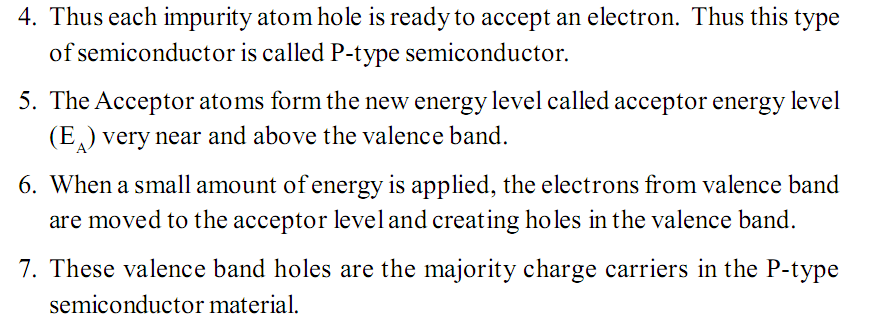 4. Thus each impurity atom hole is ready to accept an electron. Thus this type
of semiconductor is called P-type semiconductor.
5. The Acceptor atoms form the new energy level called acceptor energy level
(E_A) very near and above the valence band.
6. When a small amount of energy is applied, the electrons from valence band
are moved to the acceptor level and creating holes in the valence band.
7. These valence band holes are the majority charge carriers in the P-type
semiconductor material.